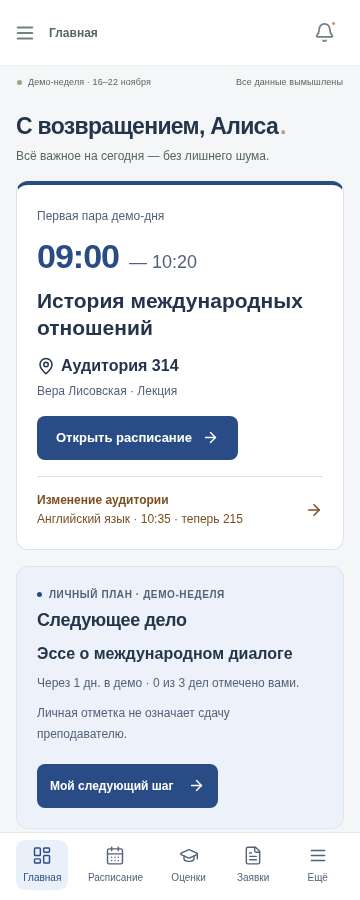 Главная
Демо-неделя · 16–22 ноября
Все данные вымышлены
С возвращением, Алиса.
Всё важное на сегодня — без лишнего шума.
Первая пара демо-дня
09:00 — 10:20
История международных
отношений
Аудитория 314
Вера Лисовская · Лекция
Открыть расписание
Изменение аудитории
Английский язык · 10:35 · теперь 215
ЛИЧНЫЙ ПЛАН · ДЕМО-НЕДЕЛЯ
Следующее дело
Эссе о международном диалоге
Через 1 дн. в демо · 0 из 3 дел отмечено вами.
Личная отметка не означает сдачу
преподавателю.
Мой следующий шаг
Главная
Расписание
Оценки
Заявки
Ещё